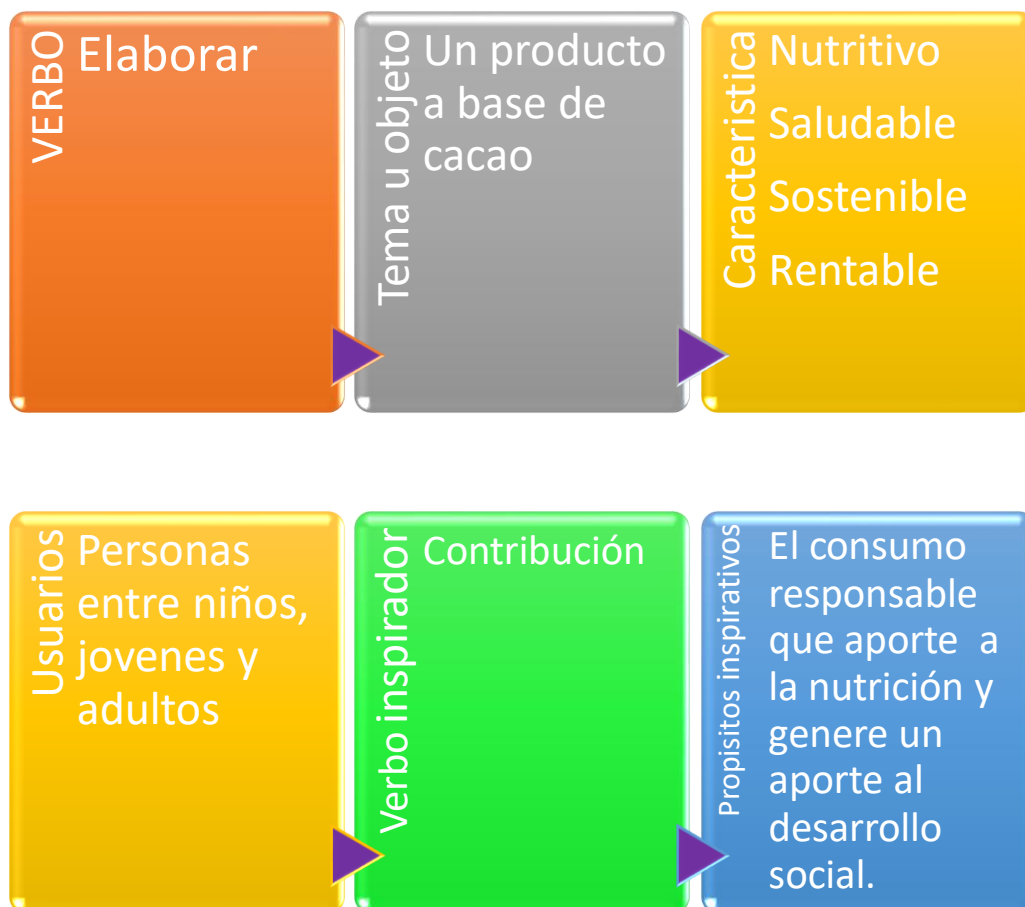 VERBO
Elaborar
Tema u objeto
Un producto
a base de
cacao
Caracteristica
Nutritivo
Saludable
Sostenible
Rentable
Usuarios
Personas
entre niños,
jovenes y
adultos
Verbo inspirador
Contribución
Propisitos inspirativos
El consumo
responsable
que aporte a
la nutrición y
genere un
aporte al
desarrollo
social.